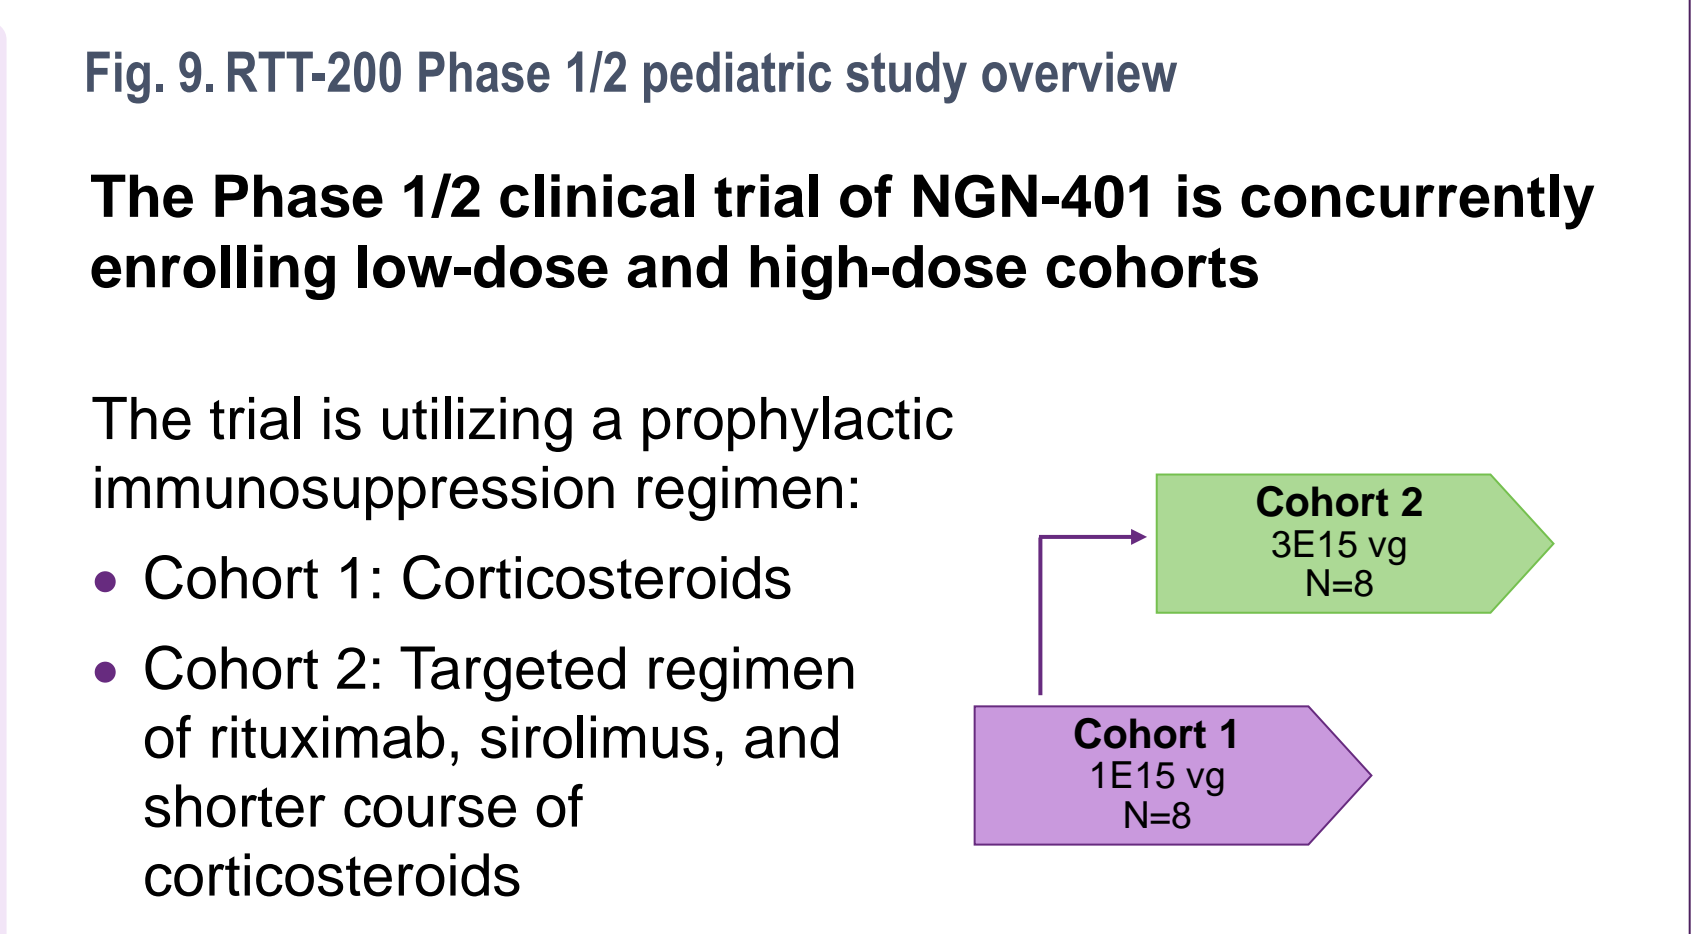 Fig. 9. RTT-200 Phase 1/2 pediatric study overview
The Phase 1/2 clinical trial of NGN-401 is concurrently
enrolling low-dose and high-dose cohorts
The trial is utilizing a prophylactic
immunosuppression regimen:
• Cohort 1: Corticosteroids
• Cohort 2: Targeted regimen
of rituximab, sirolimus, and
shorter course of
corticosteroids
Cohort 2
3E15 vg
N=8
Cohort 1
1E15 vg
N=8